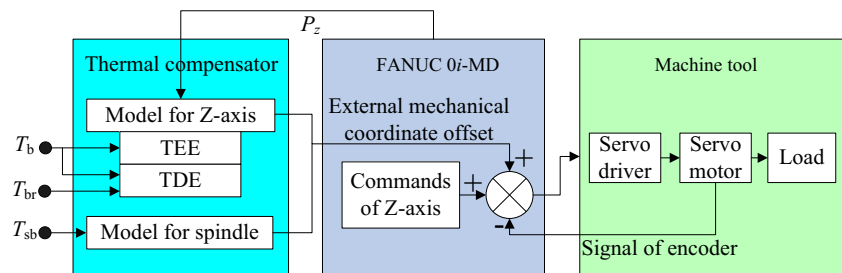 P_z
Thermal compensator
FANUC 0i-MD
Machine tool
Model for Z-axis
External mechanical
coordinate offset
T_b
TEE
TDE
T_br
T_sb
Model for spindle
Commands
of Z-axis
+
+
-
Servo
driver
Servo
motor
Load
Signal of encoder